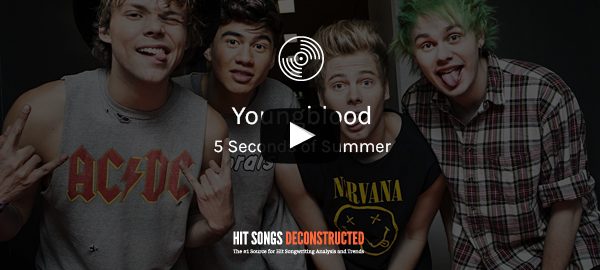 Youngblood
5 Seconds of Summer
AC⚡DC
NIRVANA
HIT SONGS DECONSTRUCTED
The #1 Source for Hit Songwriting Analysis and Trends